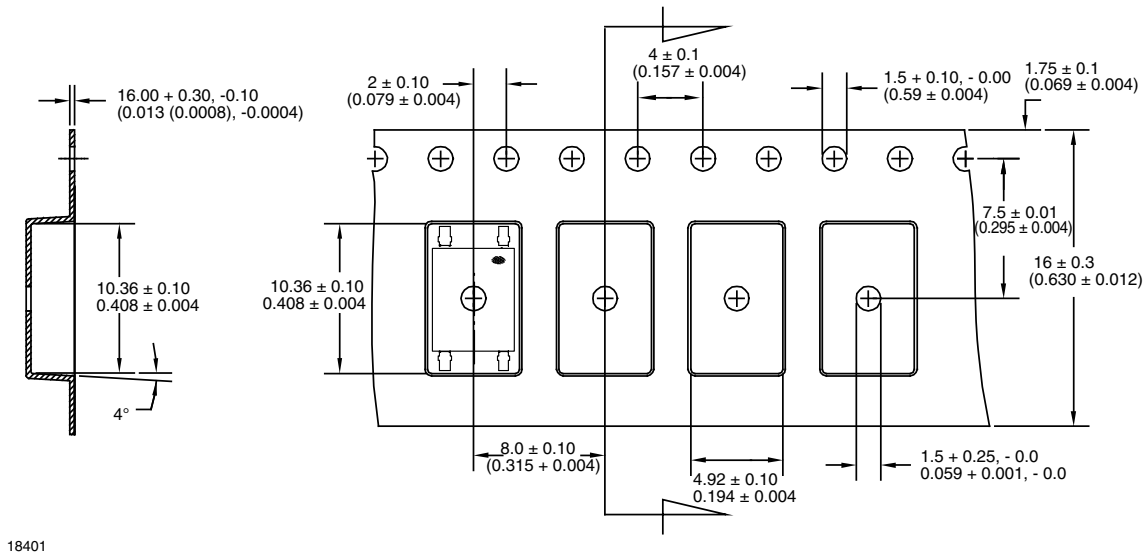 16.00 + 0.30, -0.10
(0.013 (0.0008), -0.0004)
2 ± 0.10
(0.079 ± 0.004)
4 ± 0.1
(0.157 ± 0.004)
1.5 + 0.10, - 0.00
(0.59 ± 0.004)
1.75 ± 0.1
(0.069 ± 0.004)
7.5 ± 0.01
(0.295 ± 0.004)
16 ± 0.3
(0.630 ± 0.012)
10.36 ± 0.10
0.408 ± 0.004
10.36 ± 0.10
0.408 ± 0.004
4°
8.0 ± 0.10
(0.315 + 0.004)
4.92 ± 0.10
0.194 ± 0.004
1.5 + 0.25, - 0.0
0.059 + 0.001, - 0.0
18401